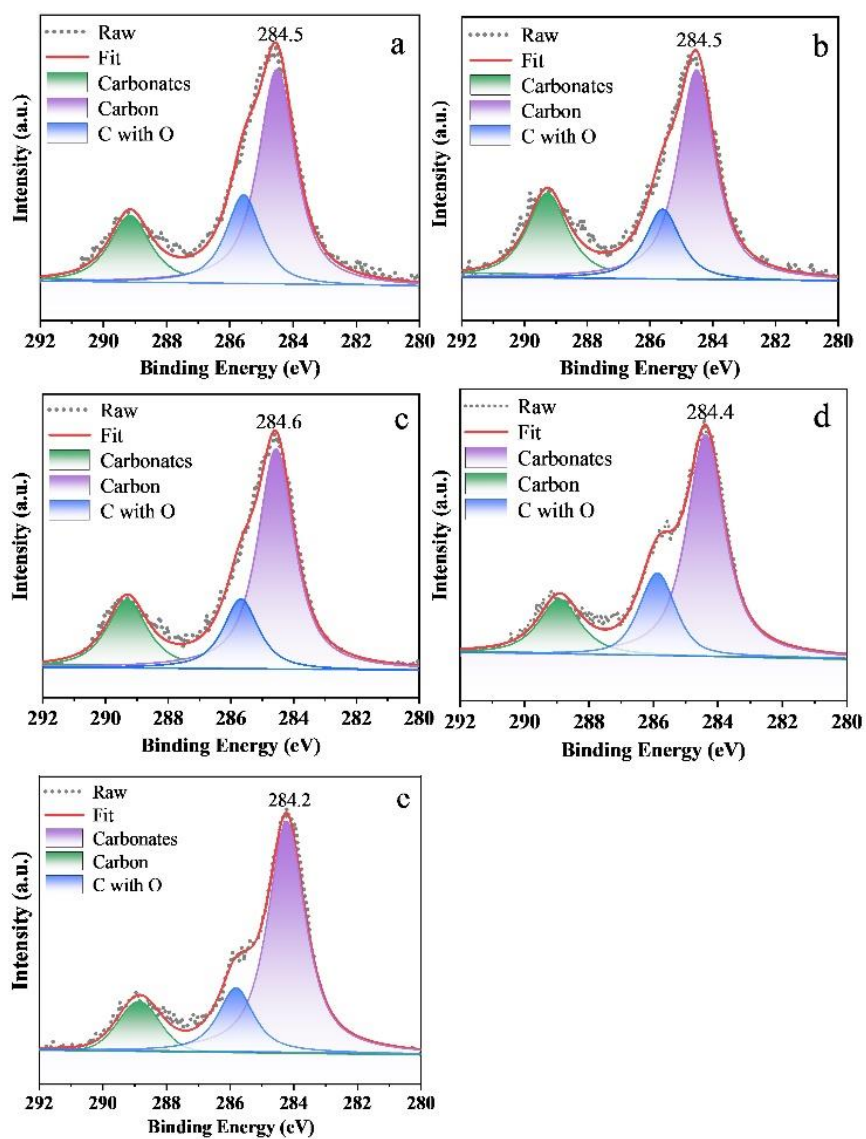 Raw
Fit
Carbonates
Carbon
C with O
284.5
a
Intensity (a.u.)
292 290 288 286 284 282 280
Binding Energy (eV)
Raw
Fit
Carbonates
Carbon
C with O
284.5
b
Intensity (a.u.)
292 290 288 286 284 282 280
Binding Energy (eV)
Raw
Fit
Carbonates
Carbon
C with O
284.6
c
Intensity (a.u.)
292 290 288 286 284 282 280
Binding Energy (eV)
Raw
Fit
Carbonates
Carbon
C with O
284.4
d
Intensity (a.u.)
292 290 288 286 284 282 280
Binding Energy (eV)
Raw
Fit
Carbonates
Carbon
C with O
284.2
e
Intensity (a.u.)
292 290 288 286 284 282 280
Binding Energy (eV)